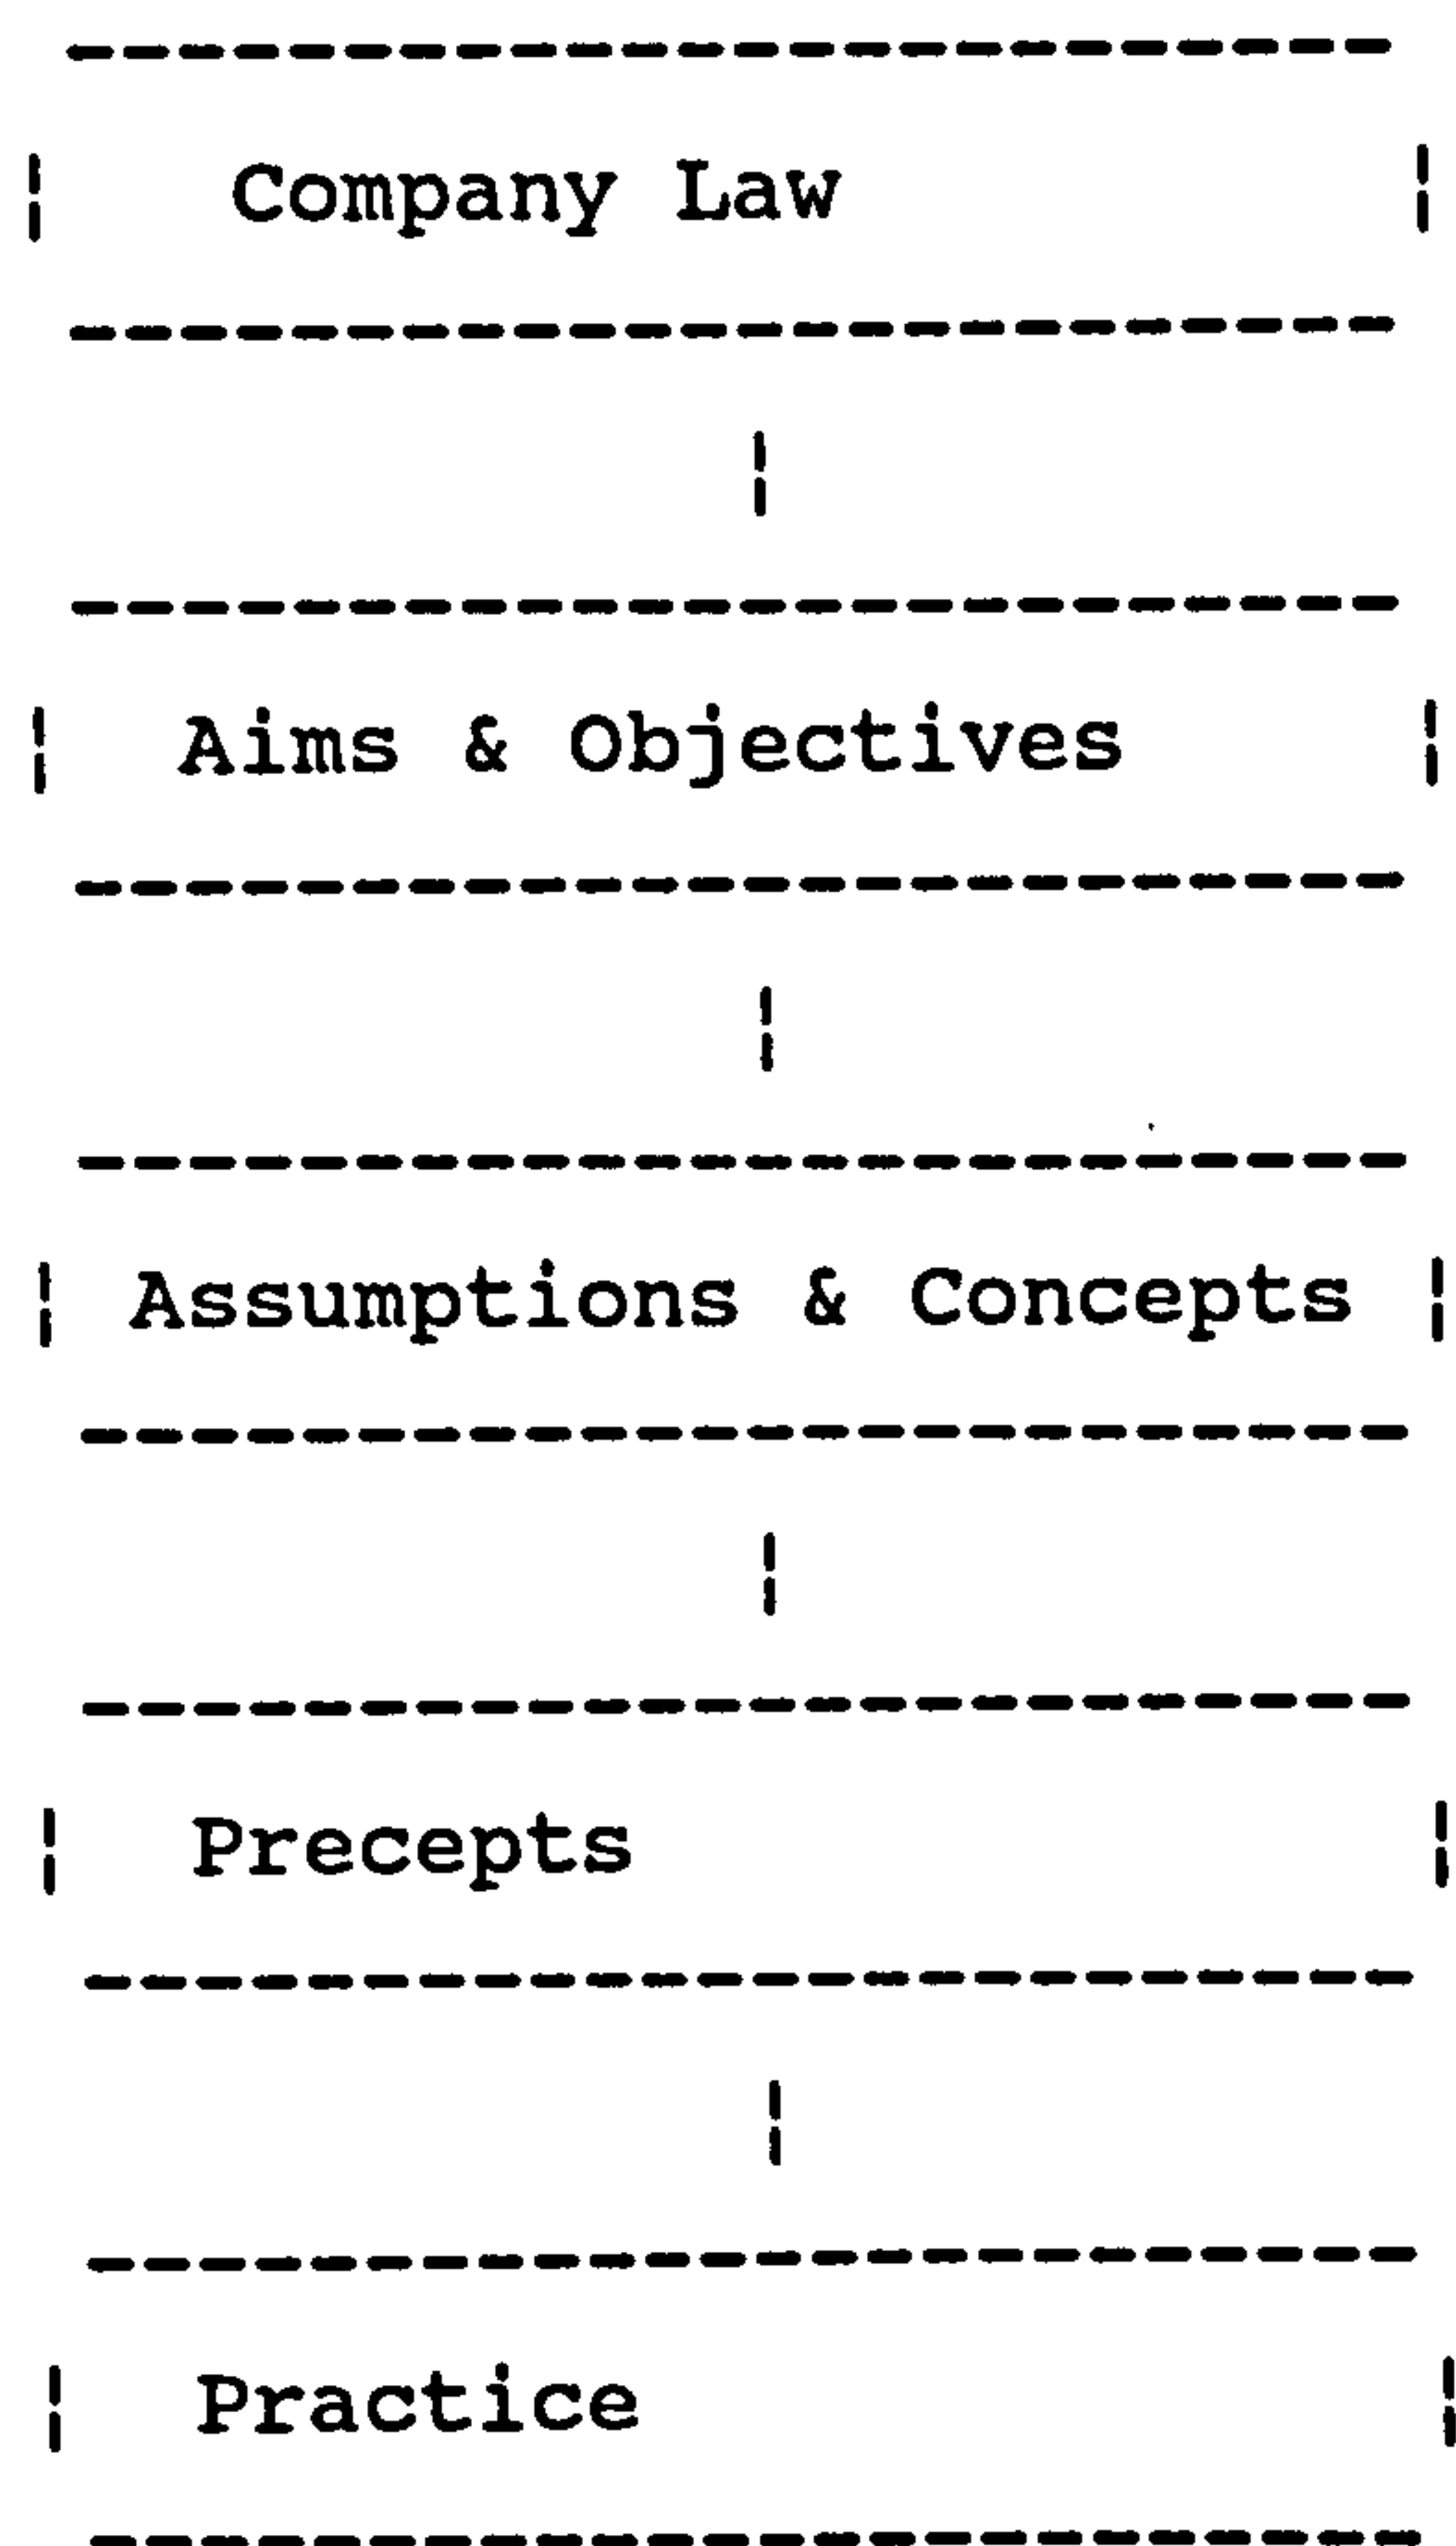 Company Law
Aims & Objectives
Assumptions & Concepts
Precepts
Practice